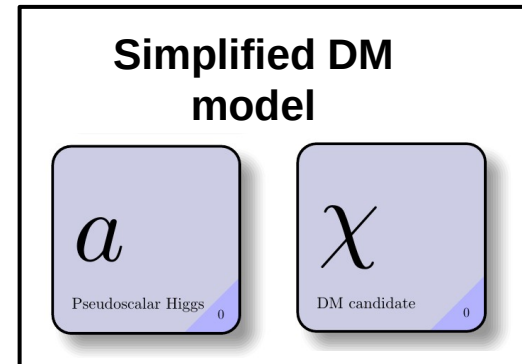 Simplified DM
model
a
Pseudoscalar Higgs
0
χ
DM candidate
0